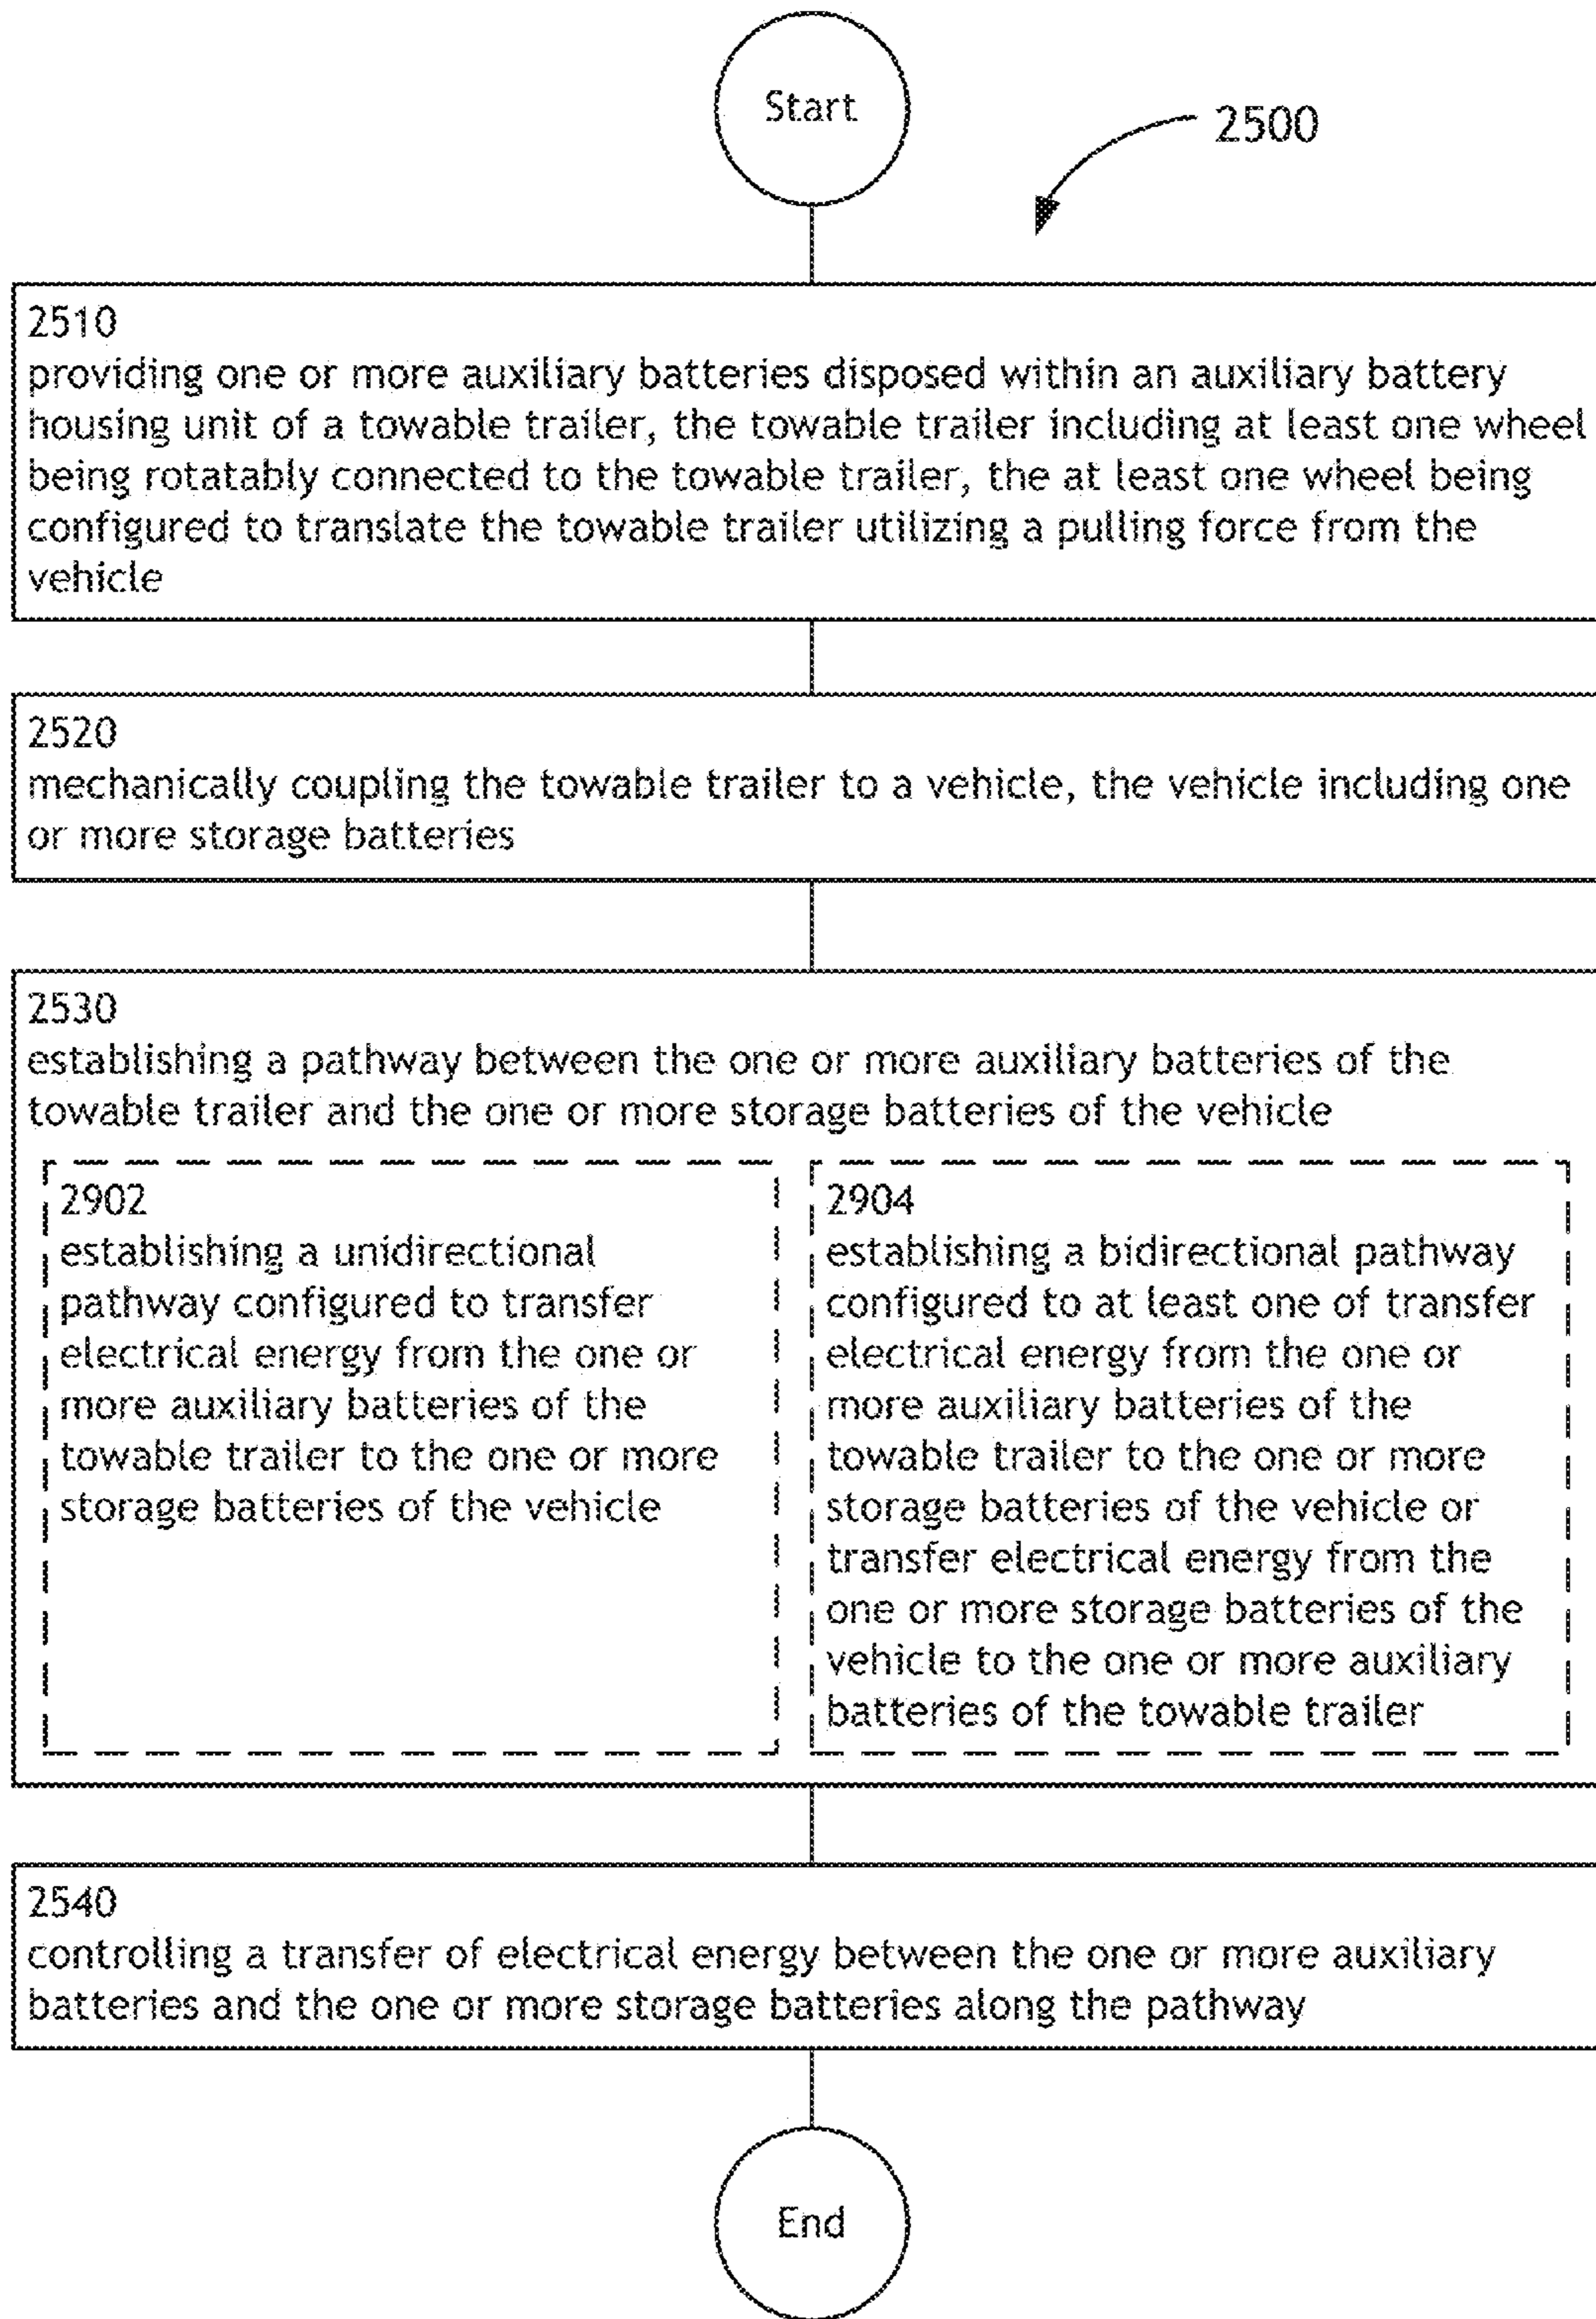 Start
2500
2510
providing one or more auxiliary batteries disposed within an auxiliary battery
housing unit of a towable trailer, the towable trailer including at least one wheel
being rotatably connected to the towable trailer, the at least one wheel being
configured to translate the towable trailer utilizing a pulling force from the
vehicle
2520
mechanically coupling the towable trailer to a vehicle, the vehicle including one
or more storage batteries
2530
establishing a pathway between the one or more auxiliary batteries of the
towable trailer and the one or more storage batteries of the vehicle
2902
establishing a unidirectional
pathway configured to transfer
electrical energy from the one or
more auxiliary batteries of the
towable trailer to the one or more
storage batteries of the vehicle
2904
establishing a bidirectional pathway
configured to at least one of transfer
electrical energy from the one or
more auxiliary batteries of the
towable trailer to the one or more
storage batteries of the vehicle or
transfer electrical energy from the
one or more storage batteries of the
vehicle to the one or more auxiliary
batteries of the towable trailer
2540
controlling a transfer of electrical energy between the one or more auxiliary
batteries and the one or more storage batteries along the pathway
End